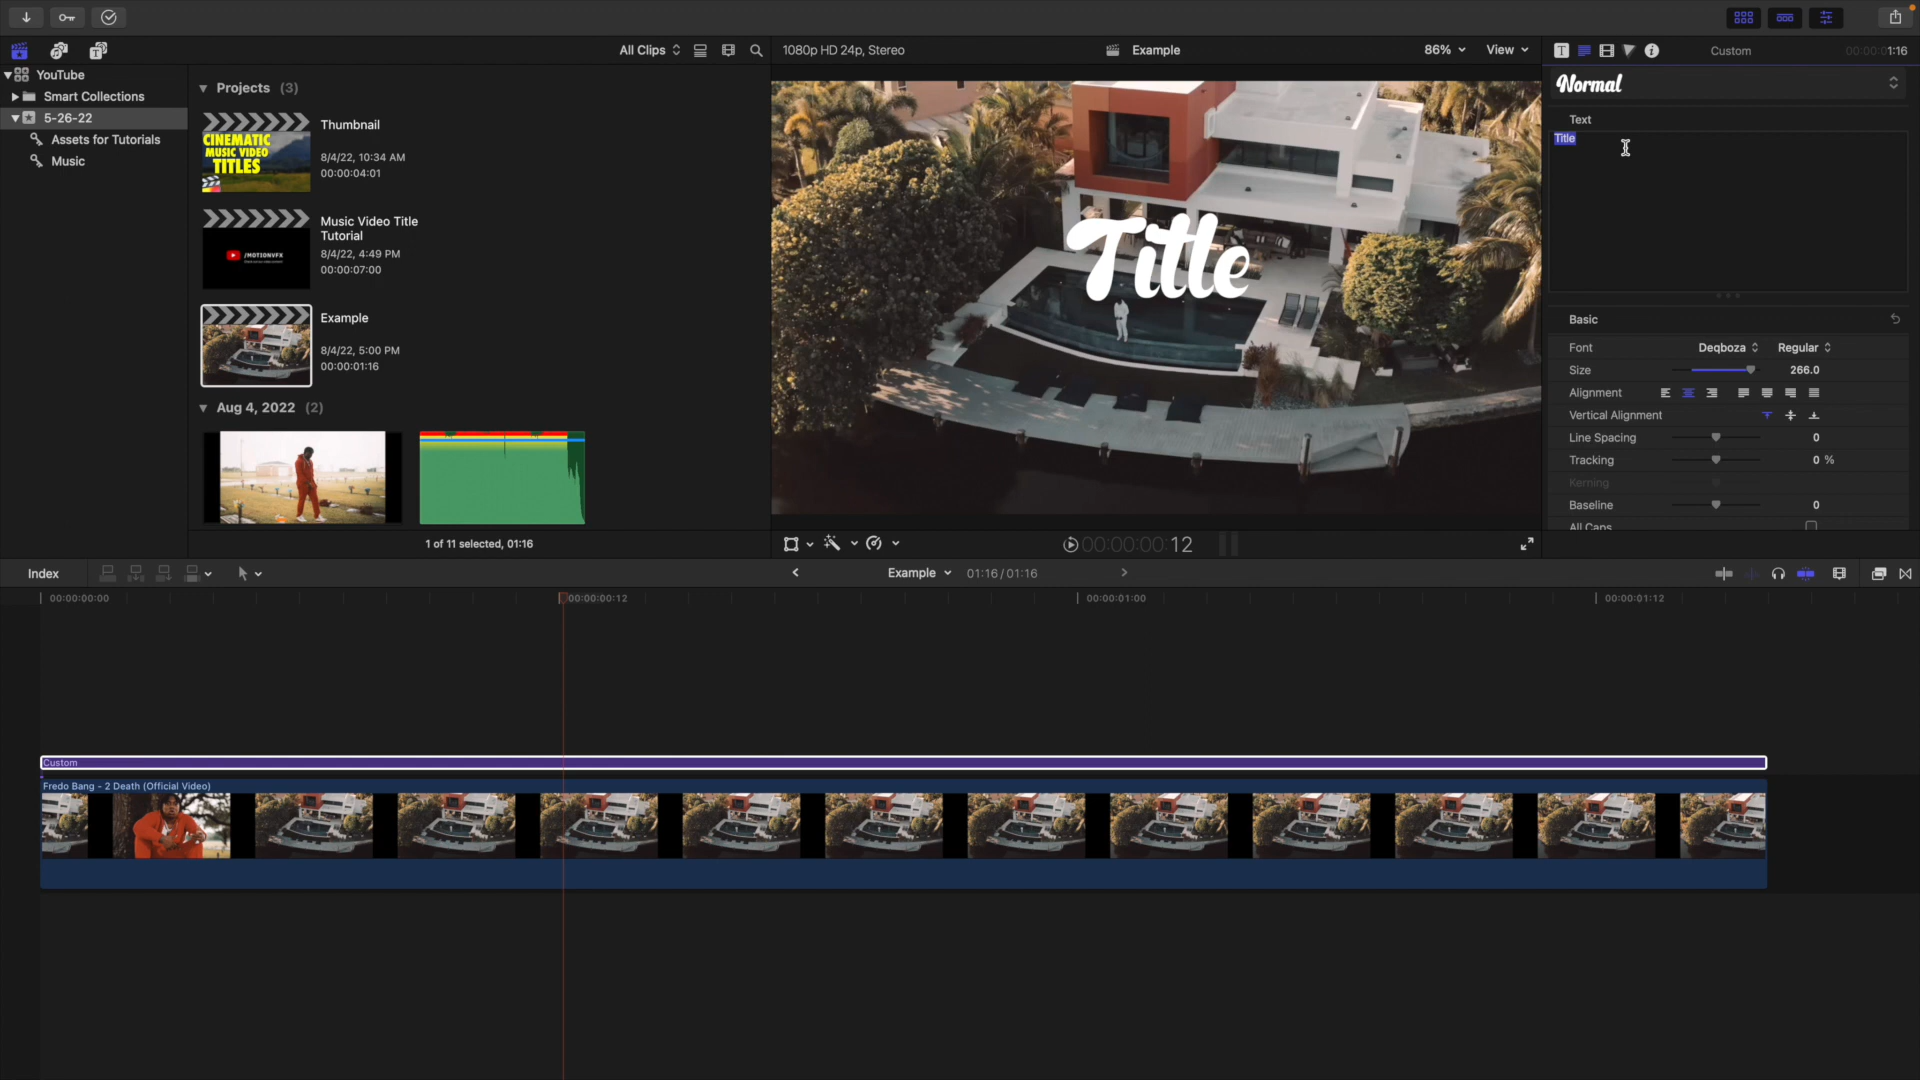 All Clips
1080p HD 24p, Stereo
Example
86%
View
Custom
00:00:01:16
YouTube
Smart Collections
5-26-22
Assets for Tutorials
Music
Projects (3)
Thumbnail
8/4/22, 10:34 AM
00:00:04:01
CINEMATIC
MUSIC VIDEO
TITLES
Music Video Title
Tutorial
8/4/22, 4:49 PM
00:00:07:00
/MOTIONVFX
Example
8/4/22, 5:00 PM
00:00:01:16
Aug 4, 2022 (2)
1 of 11 selected, 01:16
Title
00:00:00:12
Normal
Text
Title
Basic
Font Deqboza Regular
Size 266.0
Alignment
Vertical Alignment
Line Spacing 0
Tracking 0 %
Kerning
Baseline 0
All Caps
Index
Example 01:16 / 01:16
00:00:00:00 00:00:00:12 00:00:01:00 00:00:01:12
Custom
Fredo Bang - 2 Death (Official Video)